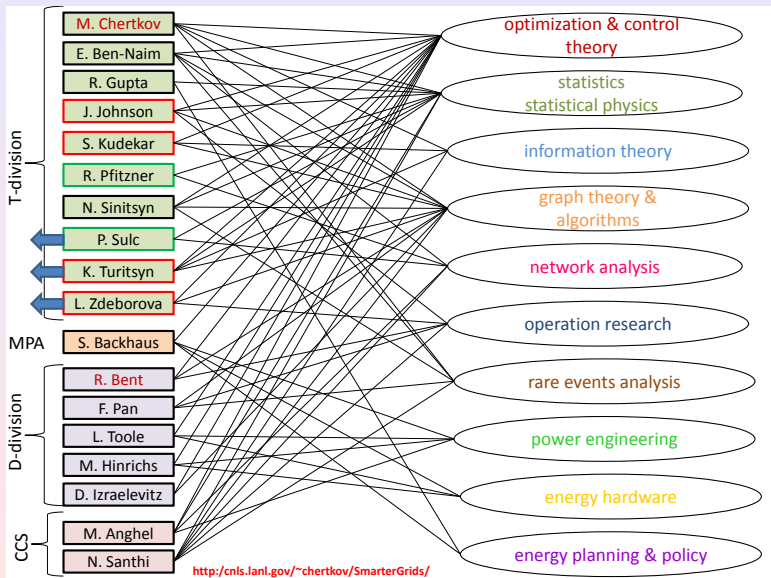 T-division
M. Chertkov
E. Ben-Naim
R. Gupta
J. Johnson
S. Kudekar
R. Pfitzner
N. Sinitsyn
P. Sulc
K. Turitsyn
L. Zdeborova
MPA
S. Backhaus
D-division
R. Bent
F. Pan
L. Toole
M. Hinrichs
D. Izraelevitz
CCS
M. Anghel
N. Santhi
optimization & control
theory
statistics
statistical physics
information theory
graph theory &
algorithms
network analysis
operation research
rare events analysis
power engineering
energy hardware
energy planning & policy
http:/cnls.lanl.gov/~chertkov/SmarterGrids/